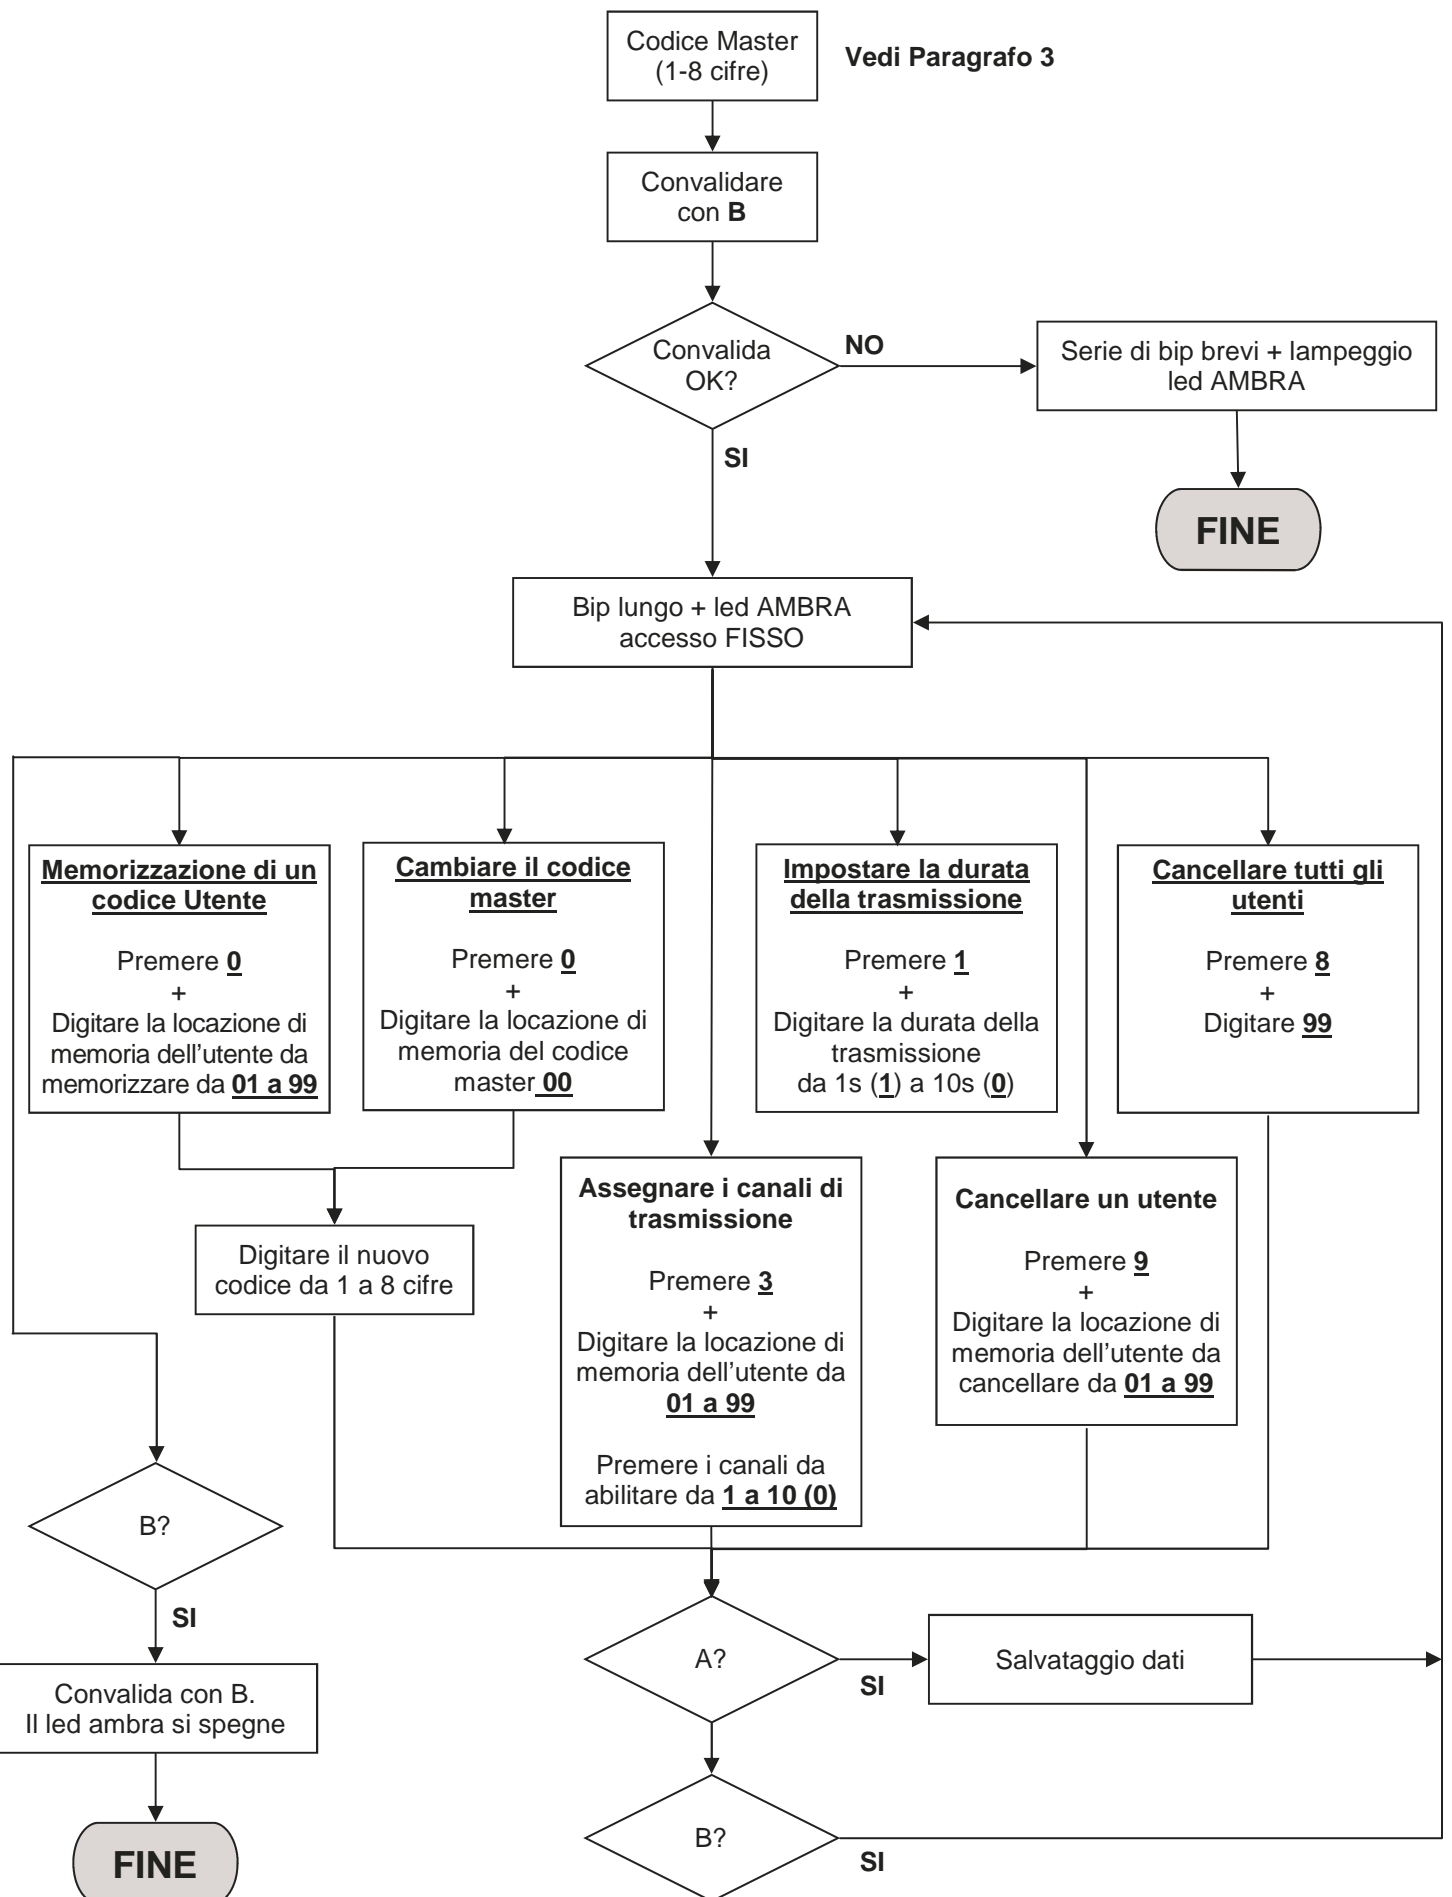 Codice Master
(1-8 cifre)
Vedi Paragrafo 3
Convalidare
con B
Convalida
OK?
NO
Serie di bip brevi + lampeggio
led AMBRA
SI
FINE
Bip lungo + led AMBRA
accesso FISSO
Memorizzazione di un
codice Utente
Premere 0
+
Digitare la locazione di
memoria dell'utente da
memorizzare da 01 a 99
Cambiare il codice
master
Premere 0
+
Digitare la locazione di
memoria del codice
master 00
Impostare la durata
della trasmissione
Premere 1
+
Digitare la durata della
trasmissione
da 1s (1) a 10s (0)
Cancellare tutti gli
utenti
Premere 8
+
Digitare 99
Digitare il nuovo
codice da 1 a 8 cifre
Assegnare i canali di
trasmissione
Premere 3
+
Digitare la locazione di
memoria dell'utente da
01 a 99
Premere i canali da
abilitare da 1 a 10 (0)
Cancellare un utente
Premere 9
+
Digitare la locazione di
memoria dell'utente da
cancellare da 01 a 99
B?
SI
Convalida con B.
Il led ambra si spegne
FINE
A?
SI
Salvataggio dati
B?
SI